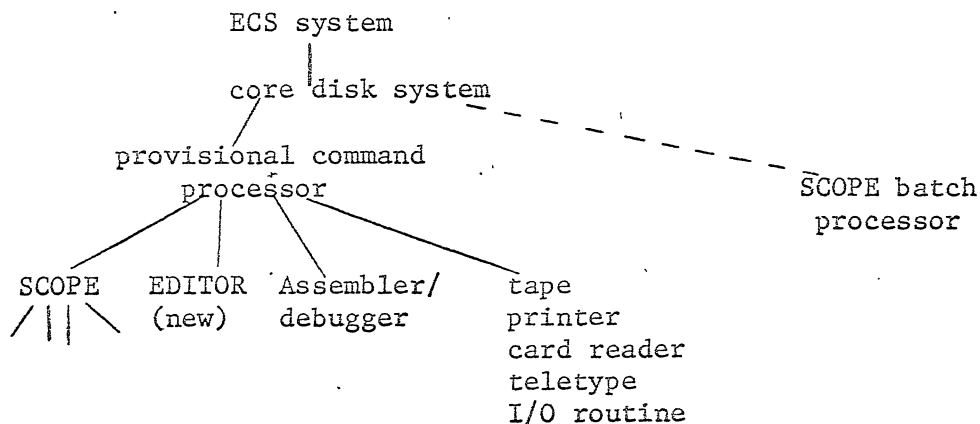 ECS system
core disk system
provisional command
processor
SCOPE batch
processor
SCOPE
EDITOR
(new)
Assembler/
debugger
tape
printer
card reader
teletype
I/O routine